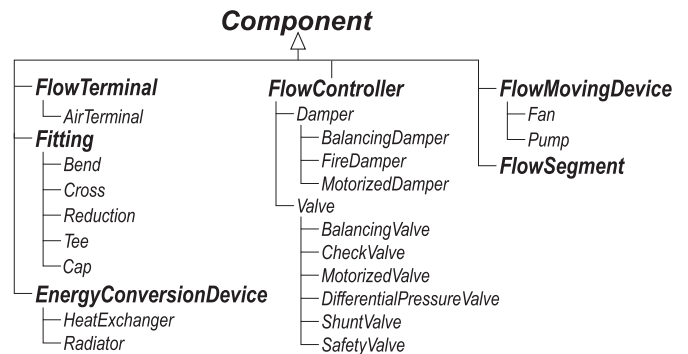 Component
FlowTerminal
AirTerminal
Fitting
Bend
Cross
Reduction
Tee
Cap
EnergyConversionDevice
HeatExchanger
Radiator
FlowController
Damper
BalancingDamper
FireDamper
MotorizedDamper
Valve
BalancingValve
CheckValve
MotorizedValve
DifferentialPressureValve
ShuntValve
SafetyValve
FlowMovingDevice
Fan
Pump
FlowSegment